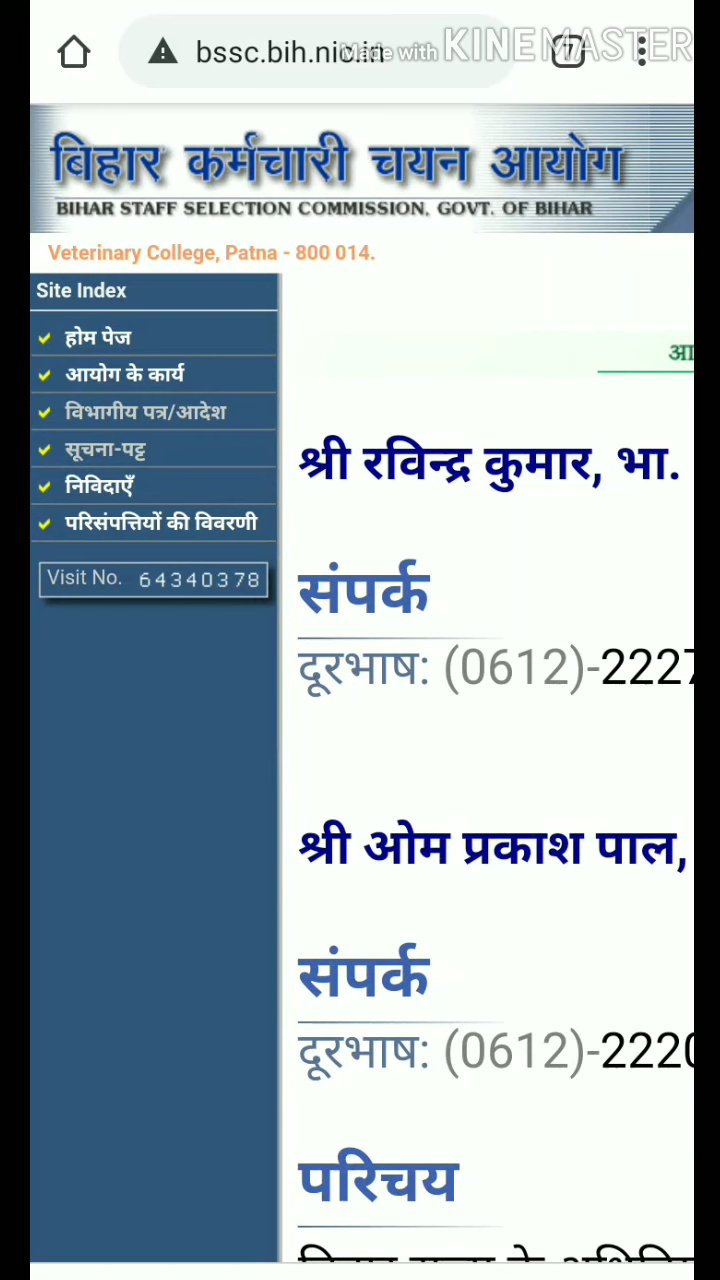 bssc.bih.nic.in
Made with KINEMASTER
7
बिहार कर्मचारी चयन आयोग
BIHAR STAFF SELECTION COMMISSION, GOVT. OF BIHAR
Veterinary College, Patna - 800 014.
Site Index
होम पेज
आयोग के कार्य
विभागीय पत्र/आदेश
सूचना-पट्ट
निविदाएँ
परिसंपत्तियों की विवरणी
Visit No. 64340378
श्री रविन्द्र कुमार, भा.
संपर्क
दूरभाष: (0612)-2227
श्री ओम प्रकाश पाल,
संपर्क
दूरभाष: (0612)-2220
परिचय